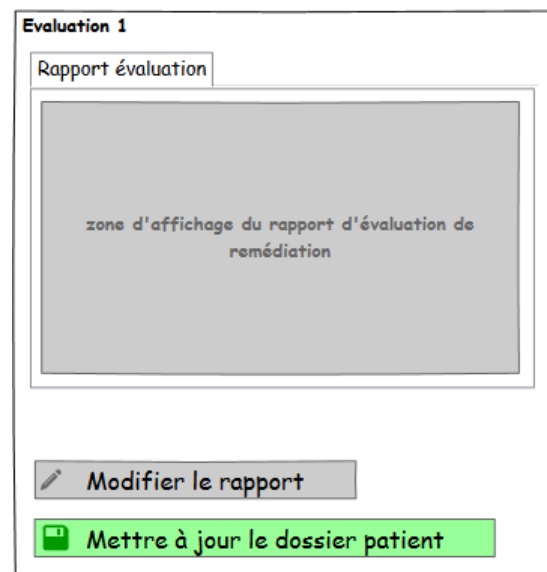 Evaluation 1
Rapport évaluation
zone d'affichage du rapport d'évaluation de
remédiation
Modifier le rapport
Mettre à jour le dossier patient